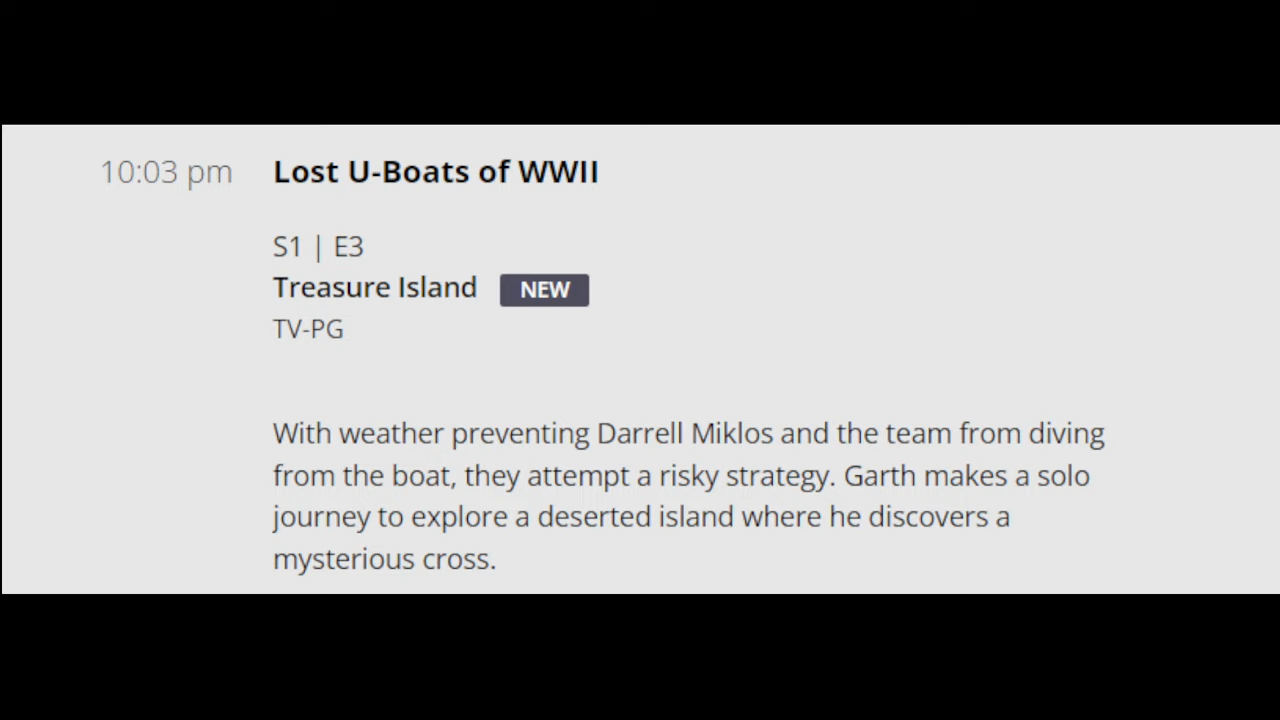 10:03 pm Lost U-Boats of WWII
S1 | E3
Treasure Island NEW
TV-PG
With weather preventing Darrell Miklos and the team from diving
from the boat, they attempt a risky strategy. Garth makes a solo
journey to explore a deserted island where he discovers a
mysterious cross.